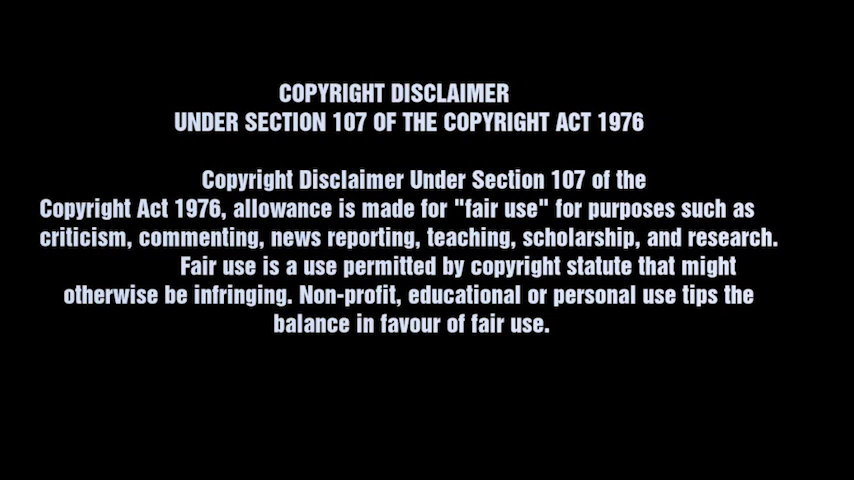 COPYRIGHT DISCLAIMER
UNDER SECTION 107 OF THE COPYRIGHT ACT 1976
Copyright Disclaimer Under Section 107 of the
Copyright Act 1976, allowance is made for "fair use" for purposes such as
criticism, commenting, news reporting, teaching, scholarship, and research.
Fair use is a use permitted by copyright statute that might
otherwise be infringing. Non-profit, educational or personal use tips the
balance in favour of fair use.